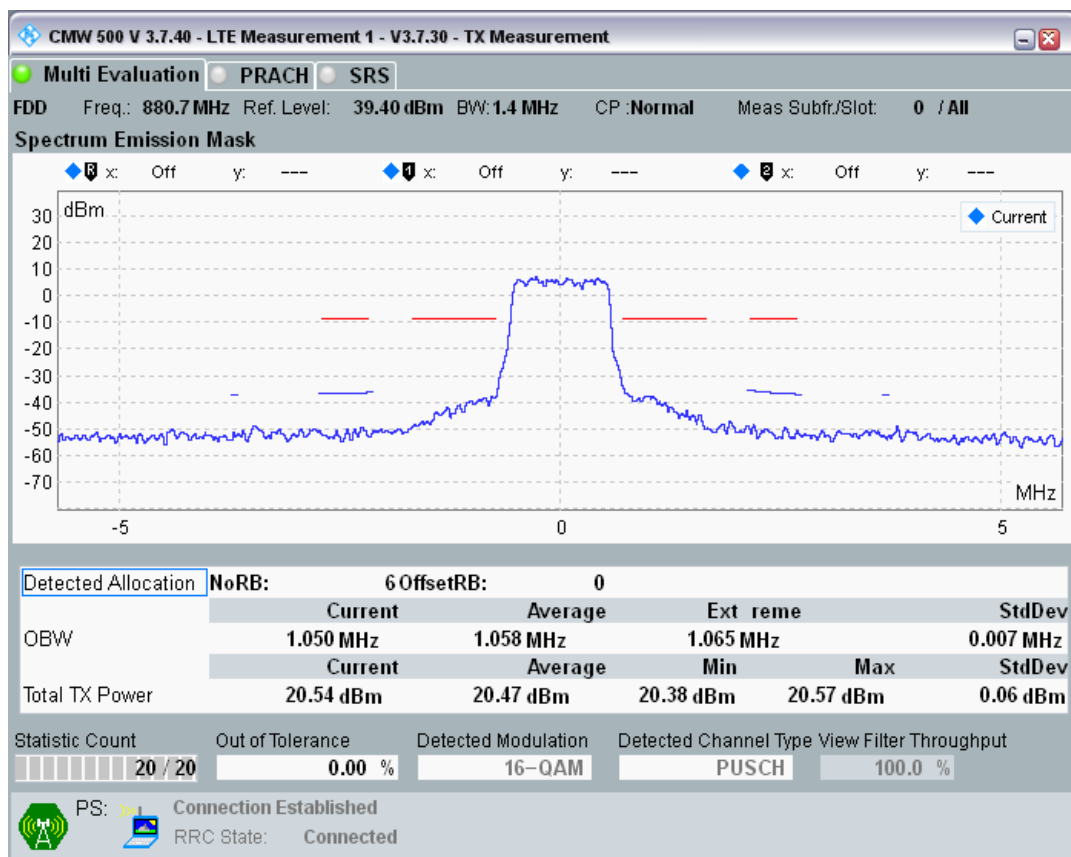 CMW 500 V 3.7.40 - LTE Measurement 1 - V3.7.30 - TX Measurement
Multi Evaluation PRACH SRS
FDD Freq.: 880.7 MHz Ref. Level: 39.40 dBm BW: 1.4 MHz CP :Normal Meas Subfr./Slot: 0 / All
Spectrum Emission Mask
R x: Off y: --- 1 x: Off y: --- 2 x: Off y: ---
dBm
Current
30
20
10
0
-10
-20
-30
-40
-50
-60
-70
MHz
-5 0 5
Detected Allocation NoRB: 6 OffsetRB: 0
Current Average Ext reme StdDev
OBW 1.050 MHz 1.058 MHz 1.065 MHz 0.007 MHz
Current Average Min Max StdDev
Total TX Power 20.54 dBm 20.47 dBm 20.38 dBm 20.57 dBm 0.06 dBm
Statistic Count Out of Tolerance Detected Modulation Detected Channel Type View Filter Throughput
20 / 20 0.00 % 16-QAM PUSCH 100.0 %
PS: Connection Established
RRC State: Connected